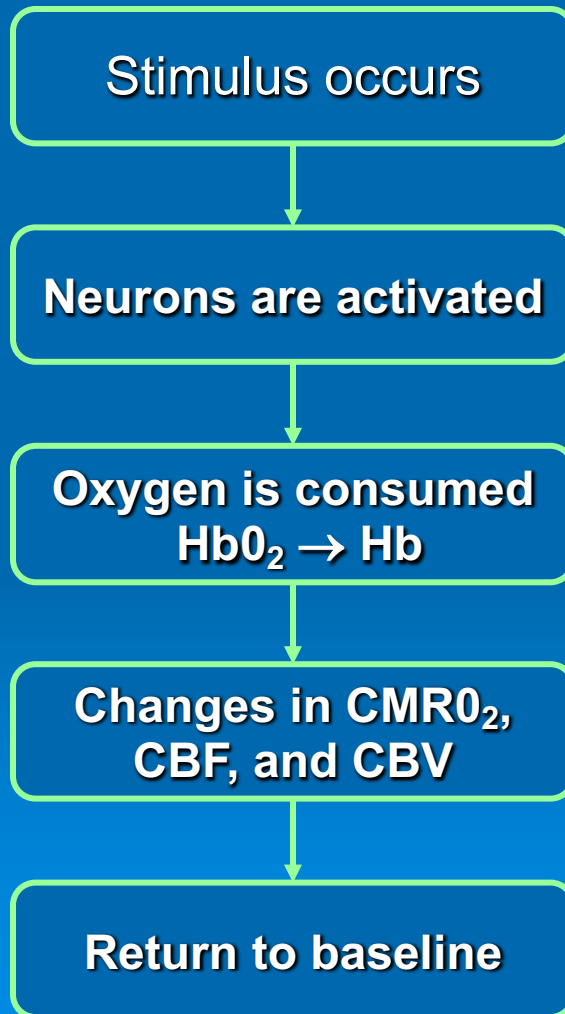 Stimulus occurs
Neurons are activated
Oxygen is consumed
Hb0₂ → Hb
Changes in CMR0₂,
CBF, and CBV
Return to baseline